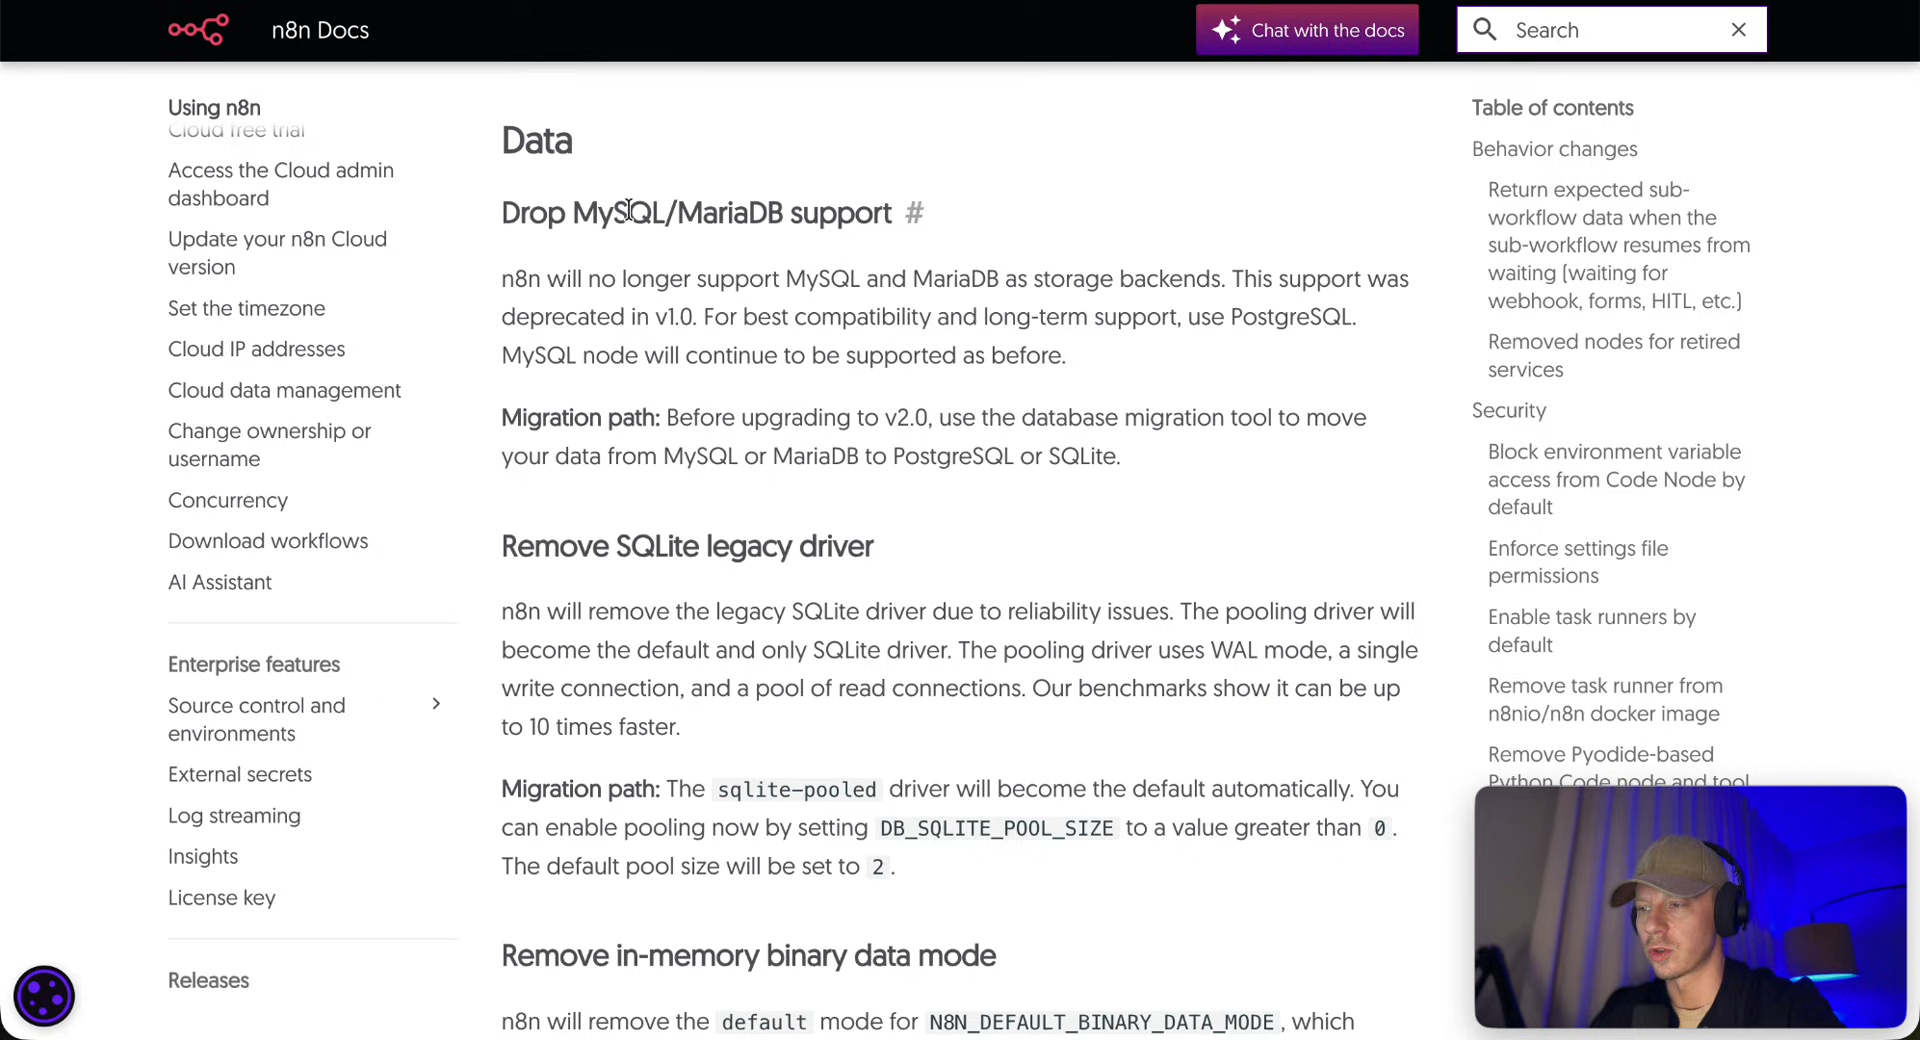 n8n Docs
Chat with the docs
Search
Using n8n
Cloud free trial
Access the Cloud admin
dashboard
Update your n8n Cloud
version
Set the timezone
Cloud IP addresses
Cloud data management
Change ownership or
username
Concurrency
Download workflows
AI Assistant
Enterprise features
Source control and
environments
External secrets
Log streaming
Insights
License key
Releases
Data
Drop MySQL/MariaDB support #
n8n will no longer support MySQL and MariaDB as storage backends. This support was
deprecated in v1.0. For best compatibility and long-term support, use PostgreSQL.
MySQL node will continue to be supported as before.
Migration path: Before upgrading to v2.0, use the database migration tool to move
your data from MySQL or MariaDB to PostgreSQL or SQLite.
Remove SQLite legacy driver
n8n will remove the legacy SQLite driver due to reliability issues. The pooling driver will
become the default and only SQLite driver. The pooling driver uses WAL mode, a single
write connection, and a pool of read connections. Our benchmarks show it can be up
to 10 times faster.
Migration path: The sqlite-pooled driver will become the default automatically. You
can enable pooling now by setting DB_SQLITE_POOL_SIZE to a value greater than 0.
The default pool size will be set to 2.
Remove in-memory binary data mode
n8n will remove the default mode for N8N_DEFAULT_BINARY_DATA_MODE, which
Table of contents
Behavior changes
Return expected sub-
workflow data when the
sub-workflow resumes from
waiting (waiting for
webhook, forms, HITL, etc.)
Removed nodes for retired
services
Security
Block environment variable
access from Code Node by
default
Enforce settings file
permissions
Enable task runners by
default
Remove task runner from
n8nio/n8n docker image
Remove Pyodide-based
Python Code node and tool